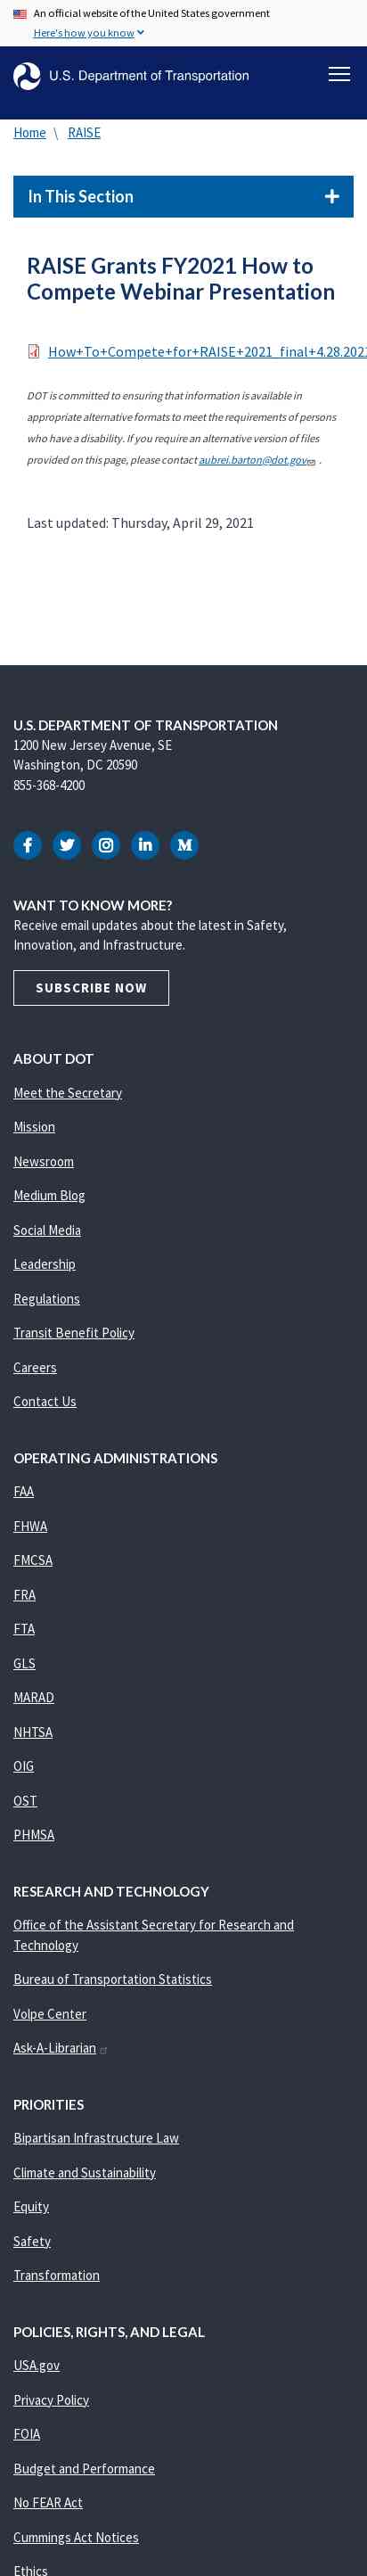 An official website of the United States government
Here's how you know
U.S. Department of Transportation
Home \ RAISE
In This Section
RAISE Grants FY2021 How to
Compete Webinar Presentation
How+To+Compete+for+RAISE+2021_final+4.28.202
DOT is committed to ensuring that information is available in
appropriate alternative formats to meet the requirements of persons
who have a disability. If you require an alternative version of files
provided on this page, please contact aubrei.barton@dot.gov .
Last updated: Thursday, April 29, 2021
U.S. DEPARTMENT OF TRANSPORTATION
1200 New Jersey Avenue, SE
Washington, DC 20590
855-368-4200
WANT TO KNOW MORE?
Receive email updates about the latest in Safety,
Innovation, and Infrastructure.
SUBSCRIBE NOW
ABOUT DOT
Meet the Secretary
Mission
Newsroom
Medium Blog
Social Media
Leadership
Regulations
Transit Benefit Policy
Careers
Contact Us
OPERATING ADMINISTRATIONS
FAA
FHWA
FMCSA
FRA
FTA
GLS
MARAD
NHTSA
OIG
OST
PHMSA
RESEARCH AND TECHNOLOGY
Office of the Assistant Secretary for Research and
Technology
Bureau of Transportation Statistics
Volpe Center
Ask-A-Librarian
PRIORITIES
Bipartisan Infrastructure Law
Climate and Sustainability
Equity
Safety
Transformation
POLICIES, RIGHTS, AND LEGAL
USA.gov
Privacy Policy
FOIA
Budget and Performance
No FEAR Act
Cummings Act Notices
Ethics